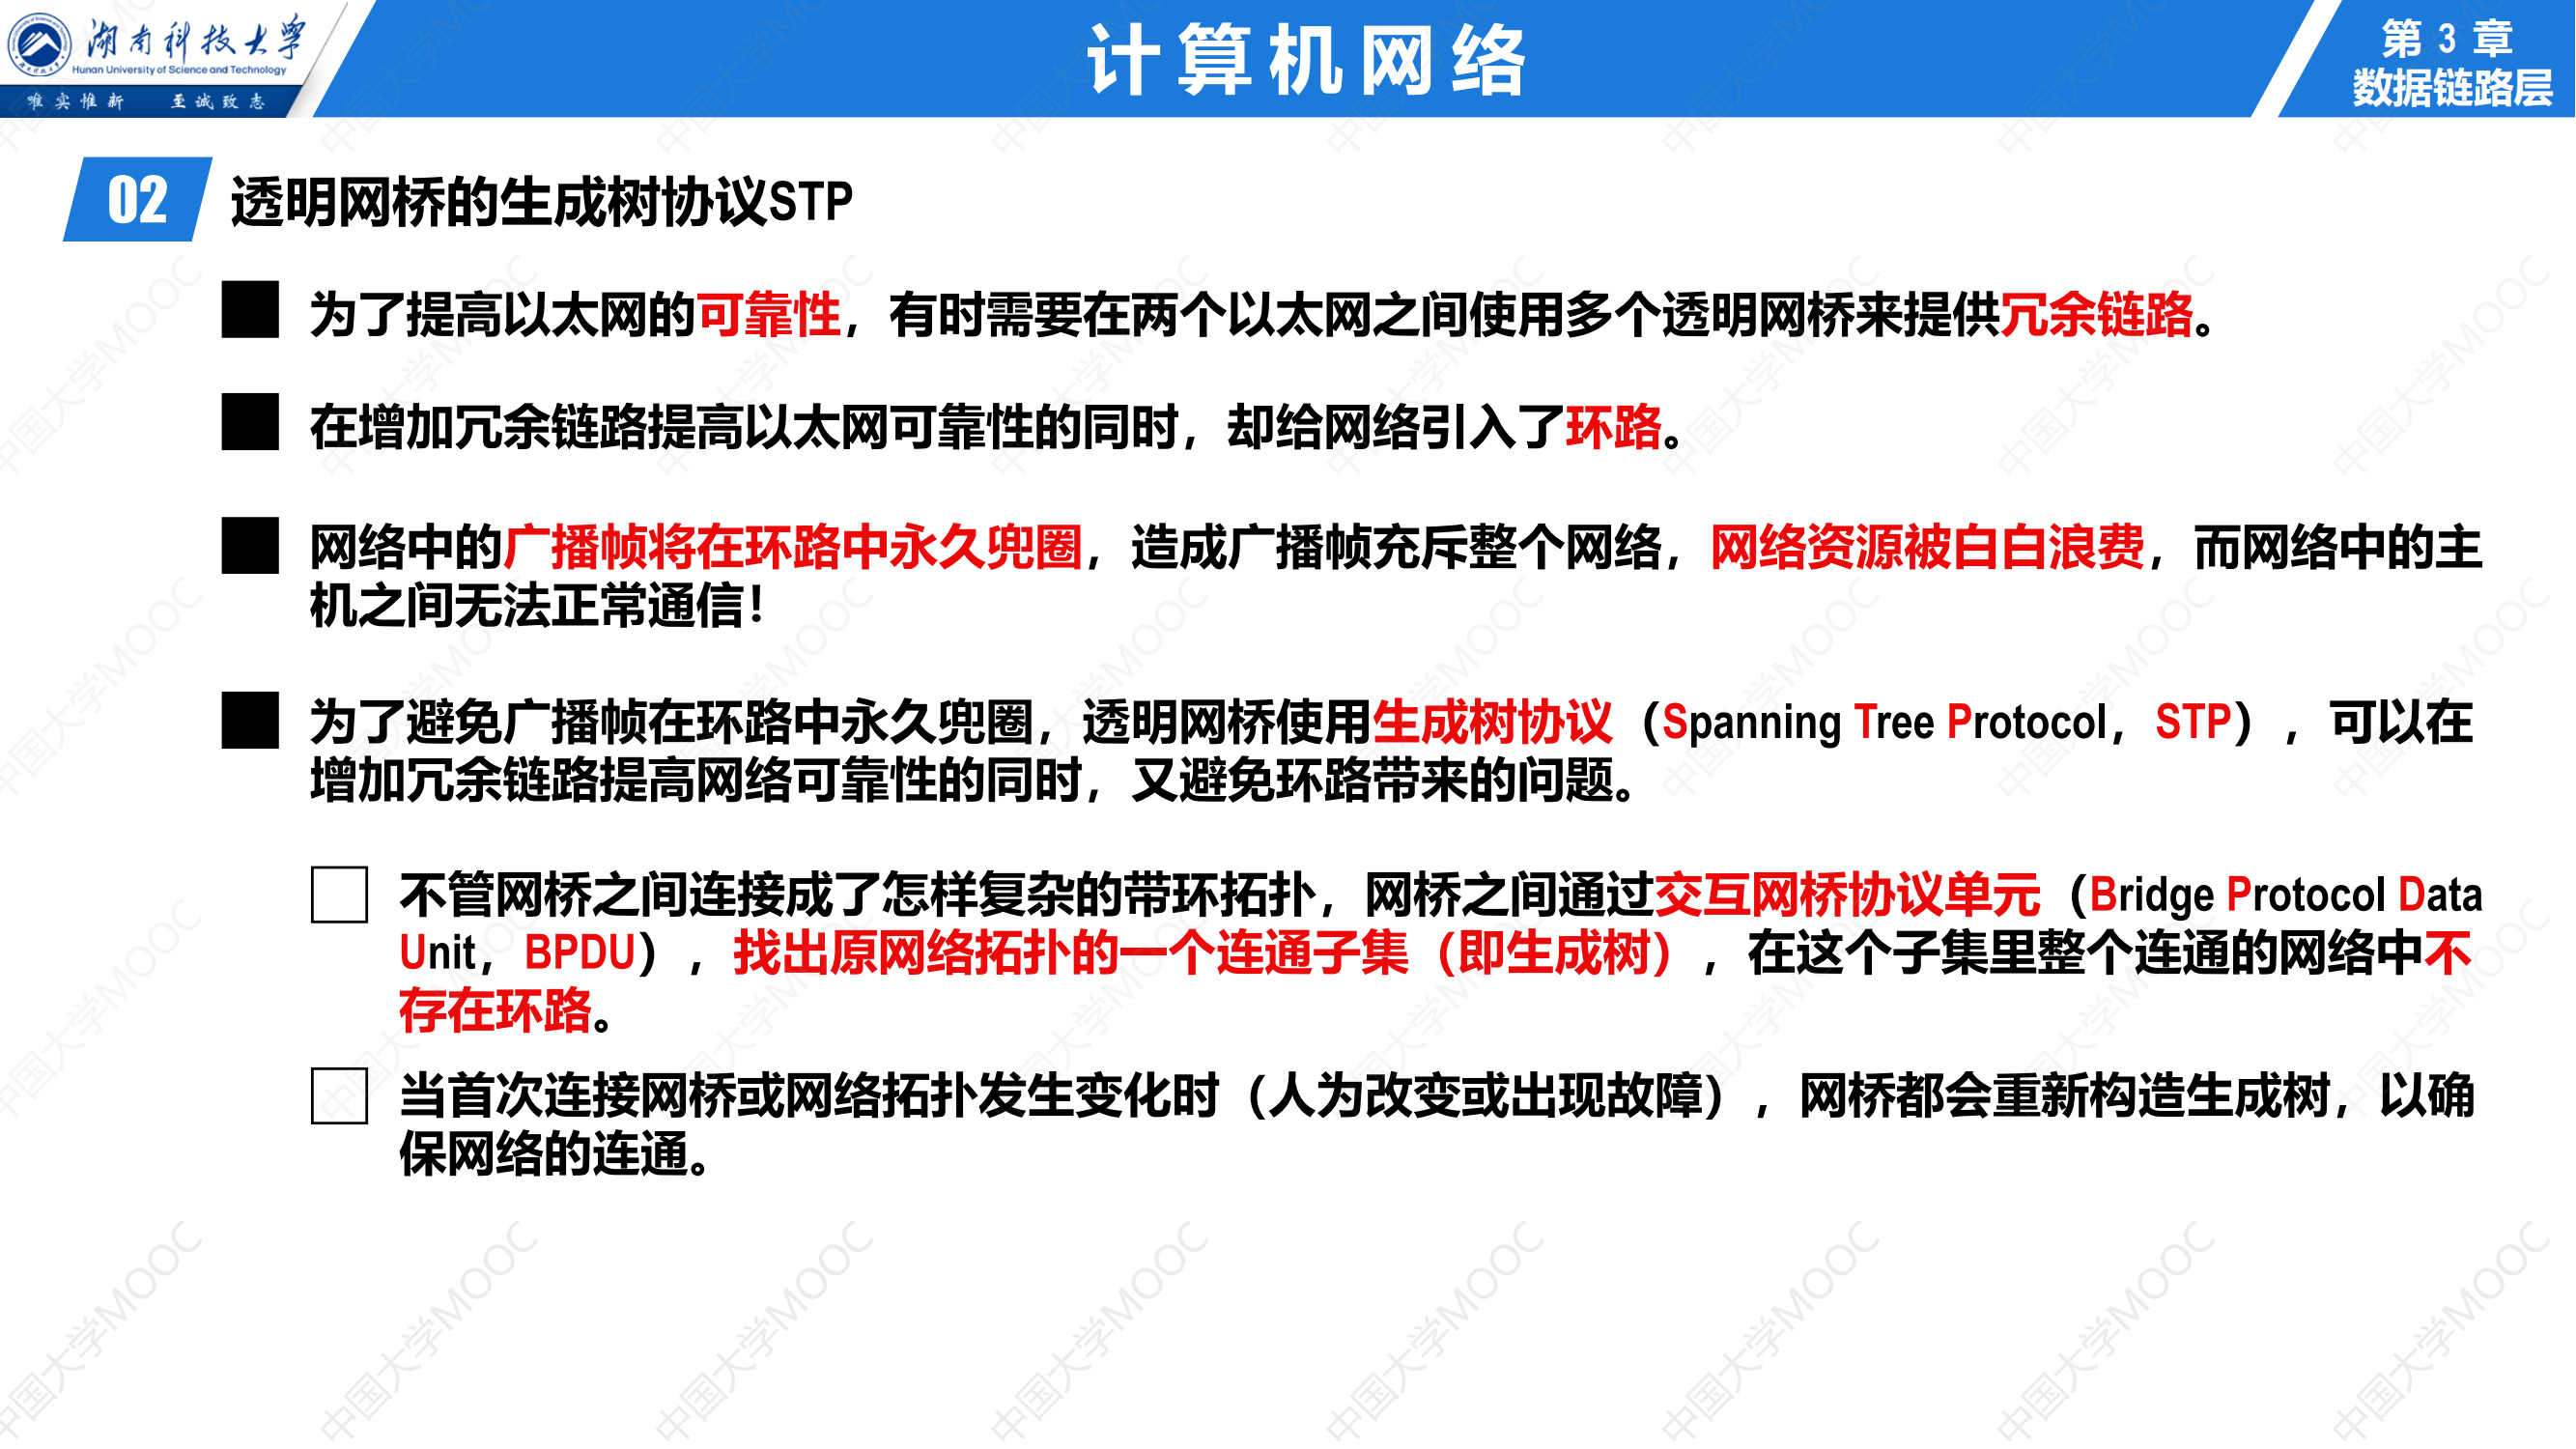 湖南科技大学
Hunan University of Science and Technology
唯实惟新 至诚致志
计算机网络
第 3 章
数据链路层
02 透明网桥的生成树协议STP
为了提高以太网的可靠性，有时需要在两个以太网之间使用多个透明网桥来提供冗余链路。
在增加冗余链路提高以太网可靠性的同时，却给网络引入了环路。
网络中的广播帧将在环路中永久兜圈，造成广播帧充斥整个网络，网络资源被白白浪费，而网络中的主
机之间无法正常通信！
为了避免广播帧在环路中永久兜圈，透明网桥使用生成树协议（Spanning Tree Protocol，STP），可以在
增加冗余链路提高网络可靠性的同时，又避免环路带来的问题。
不管网桥之间连接成了怎样复杂的带环拓扑，网桥之间通过交互网桥协议单元（Bridge Protocol Data
Unit，BPDU），找出原网络拓扑的一个连通子集（即生成树），在这个子集里整个连通的网络中不
存在环路。
当首次连接网桥或网络拓扑发生变化时（人为改变或出现故障），网桥都会重新构造生成树，以确
保网络的连通。
中国大学MOOC